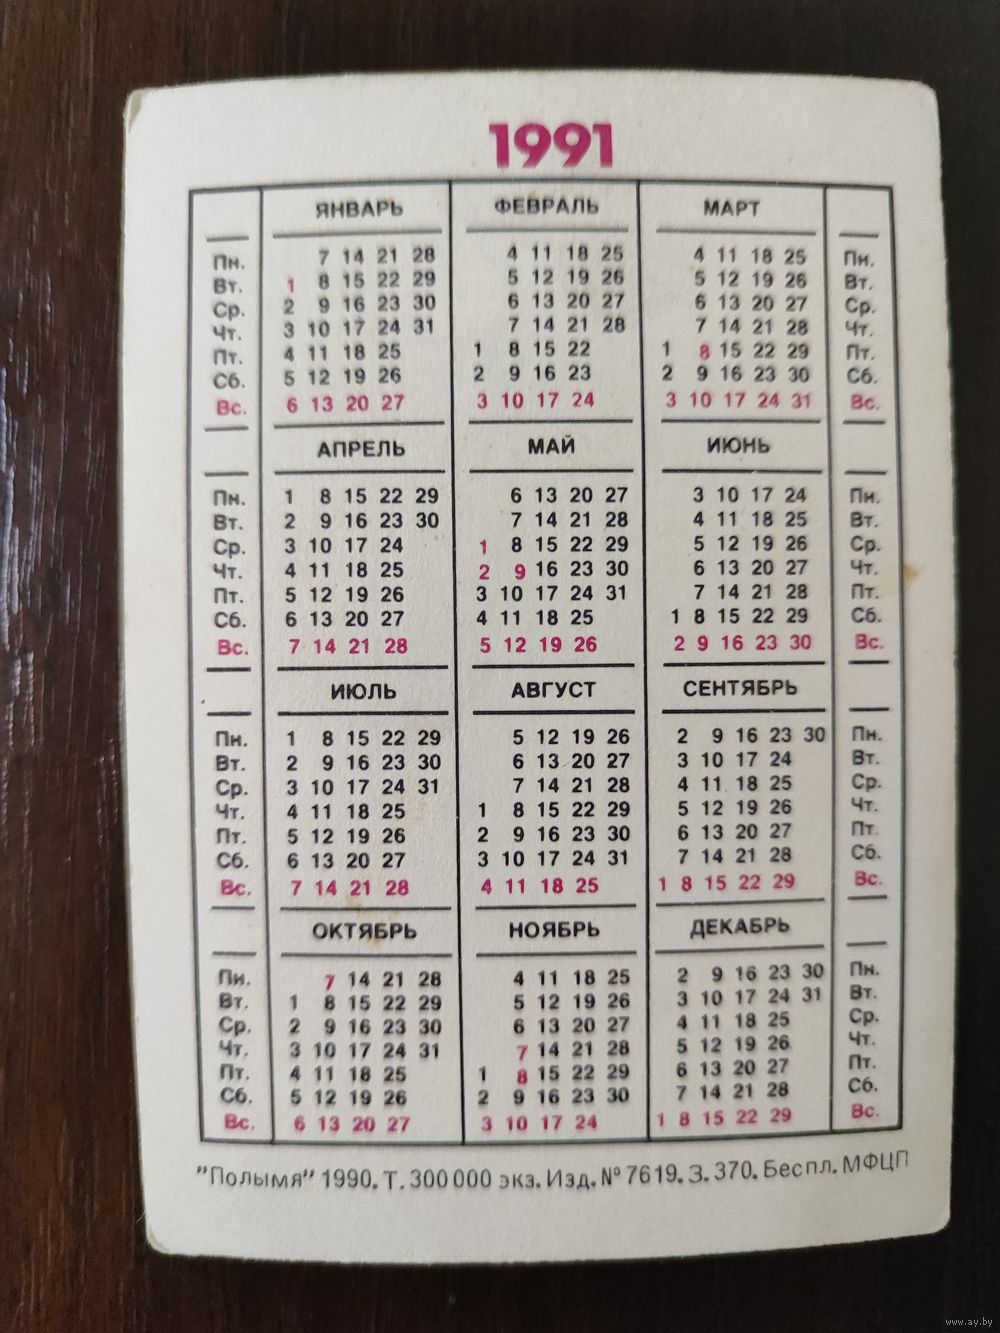 1991
ЯНВАРЬ ФЕВРАЛЬ МАРТ
Пн. 7 14 21 28 4 11 18 25 4 11 18 25 Пн.
Вт. 1 8 15 22 29 5 12 19 26 5 12 19 26 Вт.
Ср. 2 9 16 23 30 6 13 20 27 6 13 20 27 Ср.
Чт. 3 10 17 24 31 7 14 21 28 7 14 21 28 Чт.
Пт. 4 11 18 25 1 8 15 22 1 8 15 22 29 Пт.
Сб. 5 12 19 26 2 9 16 23 2 9 16 23 30 Сб.
Вс. 6 13 20 27 3 10 17 24 3 10 17 24 31 Вс.
АПРЕЛЬ МАЙ ИЮНЬ
Пн. 1 8 15 22 29 6 13 20 27 3 10 17 24 Пн.
Вт. 2 9 16 23 30 7 14 21 28 4 11 18 25 Вт.
Ср. 3 10 17 24 1 8 15 22 29 5 12 19 26 Ср.
Чт. 4 11 18 25 2 9 16 23 30 6 13 20 27 Чт.
Пт. 5 12 19 26 3 10 17 24 31 7 14 21 28 Пт.
Сб. 6 13 20 27 4 11 18 25 1 8 15 22 29 Сб.
Вс. 7 14 21 28 5 12 19 26 2 9 16 23 30 Вс.
ИЮЛЬ АВГУСТ СЕНТЯБРЬ
Пн. 1 8 15 22 29 5 12 19 26 2 9 16 23 30 Пн.
Вт. 2 9 16 23 30 6 13 20 27 3 10 17 24 Вт.
Ср. 3 10 17 24 31 7 14 21 28 4 11 18 25 Ср.
Чт. 4 11 18 25 1 8 15 22 29 5 12 19 26 Чт.
Пт. 5 12 19 26 2 9 16 23 30 6 13 20 27 Пт.
Сб. 6 13 20 27 3 10 17 24 31 7 14 21 28 Сб.
Вс. 7 14 21 28 4 11 18 25 1 8 15 22 29 Вс.
ОКТЯБРЬ НОЯБРЬ ДЕКАБРЬ
Пн. 7 14 21 28 4 11 18 25 2 9 16 23 30 Пн.
Вт. 1 8 15 22 29 5 12 19 26 3 10 17 24 31 Вт.
Ср. 2 9 16 23 30 6 13 20 27 4 11 18 25 Ср.
Чт. 3 10 17 24 31 7 14 21 28 5 12 19 26 Чт.
Пт. 4 11 18 25 1 8 15 22 29 6 13 20 27 Пт.
Сб. 5 12 19 26 2 9 16 23 30 7 14 21 28 Сб.
Вс. 6 13 20 27 3 10 17 24 1 8 15 22 29 Вс.
"Полымя" 1990. Т. 300 000 экз. Изд. № 7619. З. 370. Беспл. МФЦП
www.ay.by